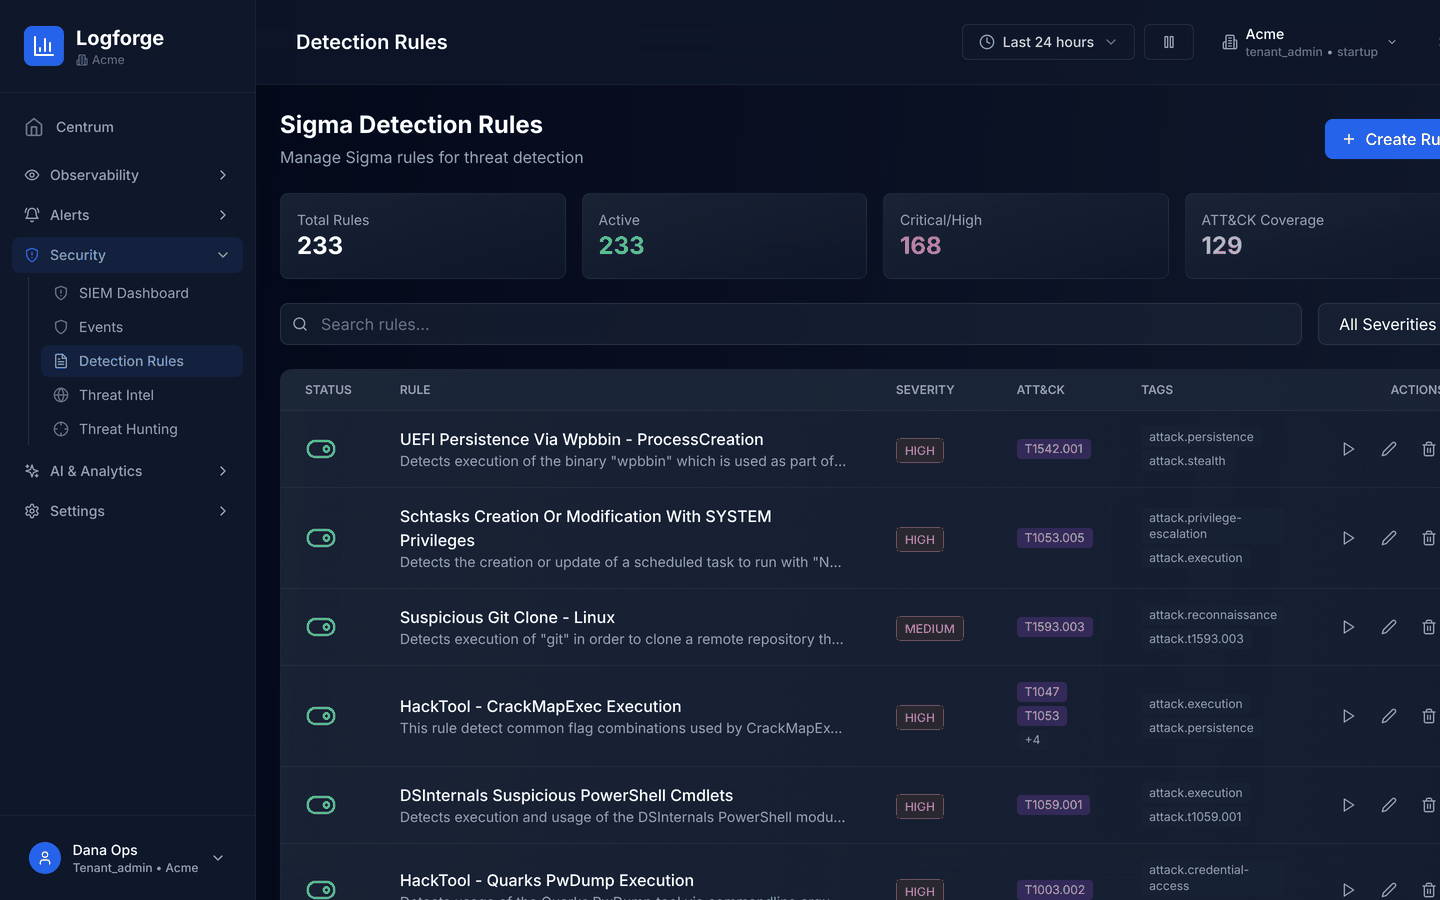 Logforge
Acme
Centrum
Observability
Alerts
Security
SIEM Dashboard
Events
Detection Rules
Threat Intel
Threat Hunting
AI & Analytics
Settings
Dana Ops
Tenant_admin • Acme
Detection Rules
Last 24 hours
Acme
tenant_admin • startup
Sigma Detection Rules
Manage Sigma rules for threat detection
+ Create Ru
Total Rules
233
Active
233
Critical/High
168
ATT&CK Coverage
129
Search rules...
All Severities
STATUS RULE SEVERITY ATT&CK TAGS ACTIONS
UEFI Persistence Via Wpbbin - ProcessCreation
Detects execution of the binary "wpbbin" which is used as part of...
HIGH
T1542.001
attack.persistence
attack.stealth
Schtasks Creation Or Modification With SYSTEM
Privileges
Detects the creation or update of a scheduled task to run with "N...
HIGH
T1053.005
attack.privilege-
escalation
attack.execution
Suspicious Git Clone - Linux
Detects execution of "git" in order to clone a remote repository th...
MEDIUM
T1593.003
attack.reconnaissance
attack.t1593.003
HackTool - CrackMapExec Execution
This rule detect common flag combinations used by CrackMapEx...
HIGH
T1047
T1053
+4
attack.execution
attack.persistence
DSInternals Suspicious PowerShell Cmdlets
Detects execution and usage of the DSInternals PowerShell modu...
HIGH
T1059.001
attack.execution
attack.t1059.001
HackTool - Quarks PwDump Execution
HIGH
T1003.002
attack.credential-
access